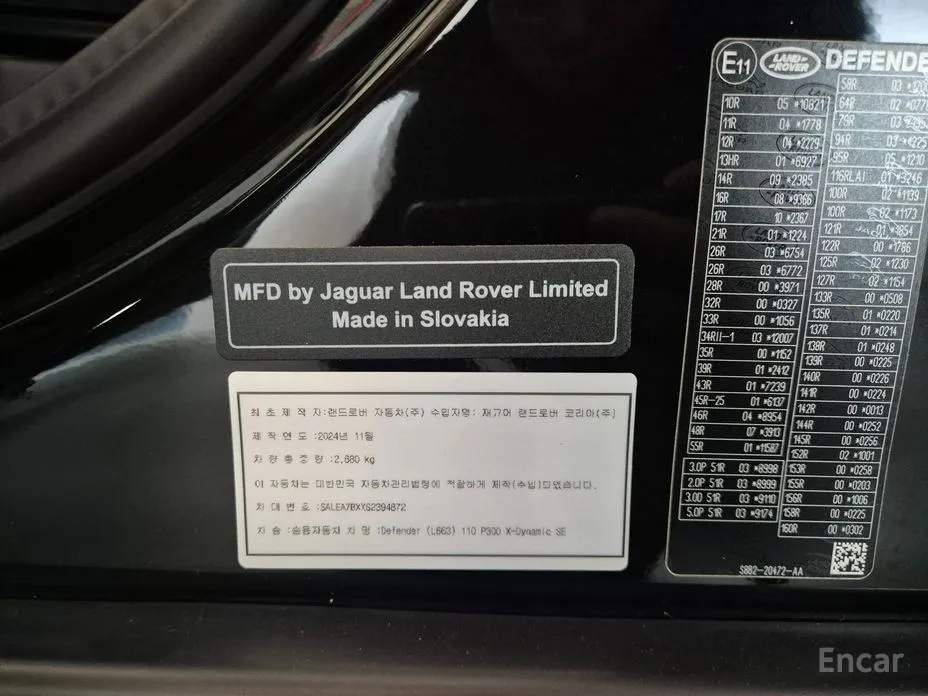 MFD by Jaguar Land Rover Limited
Made in Slovakia
최초 제작 자:랜드로버 자동차(주) 수입자명: 재규어 랜드로버 코리아(주)
제 작 연 도 :2024년 11월
차 량 총 중 량 :2,680 kg
이 자동차는 대한민국 자동차관리법령에 적합하게 제작(수입)되었습니다.
차 대 번 호 :SALEA7BXXS2394872
차 종 :승용자동차 차 명 :Defender (L663) 110 P300 X-Dynamic SE
E11 LAND ROVER DEFENDE
10R 05 *10821
11R 04 *1778
12R 04 *2229
13HR 01 *6927
14R 09 *2385
16R 08 *9366
17R 10 *2367
21R 01 *1224
26R 03 *6754
26R 03 *6772
28R 00 *3971
32R 00 *0327
33R 00 *1056
34RII-1 03 *12007
35R 00 *1152
39R 01 *2412
43R 01 *7239
45R-25 01 *6137
46R 04 *8954
48R 07 *3913
55R 01 *11587
3.0P 51R 03 *8998
2.0P 51R 03 *8999
3.0D 51R 03 *9110
5.0P 51R 03 *9174
58R 03 *120
64R 02 *077
79R 03
94R 03 *1225
95R 05 *1210
116RLAI 01 *3246
100R 02 *1139
100R 02 *1173
121R 01 *1854
122R 00 *1786
125R 02 *1230
127R 02 *1154
133R 00 *0508
135R 01 *0220
137R 01 *0214
138R 01 *0248
139R 00 *0225
140R 00 *0226
141R 00 *0224
142R 00 *0013
144R 00 *0252
145R 00 *0256
152R 02 *1001
153R 00 *0258
155R 00 *0203
156R 00 *1006
158R 00 *0225
160R 00 *0302
S8B2-20472-AA
Encar